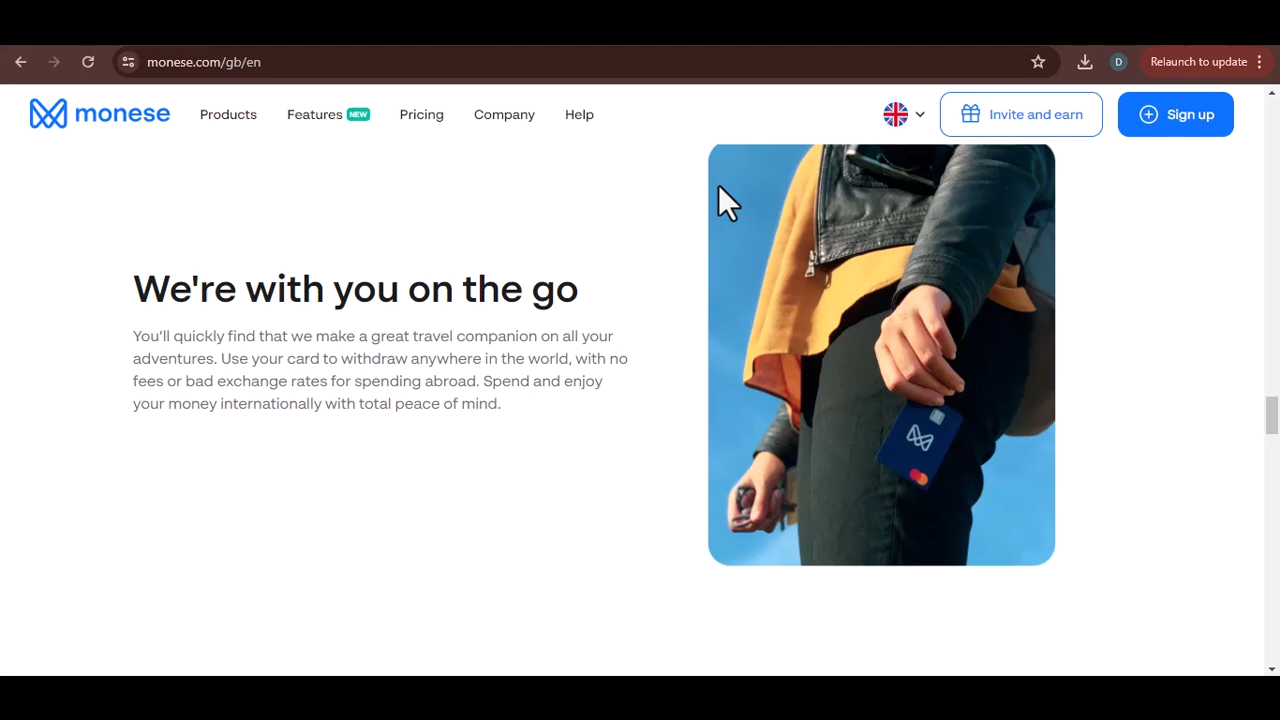 monese.com/gb/en
D
Relaunch to update
monese
Products
Features NEW
Pricing
Company
Help
Invite and earn
Sign up
We're with you on the go
You’ll quickly find that we make a great travel companion on all your
adventures. Use your card to withdraw anywhere in the world, with no
fees or bad exchange rates for spending abroad. Spend and enjoy
your money internationally with total peace of mind.